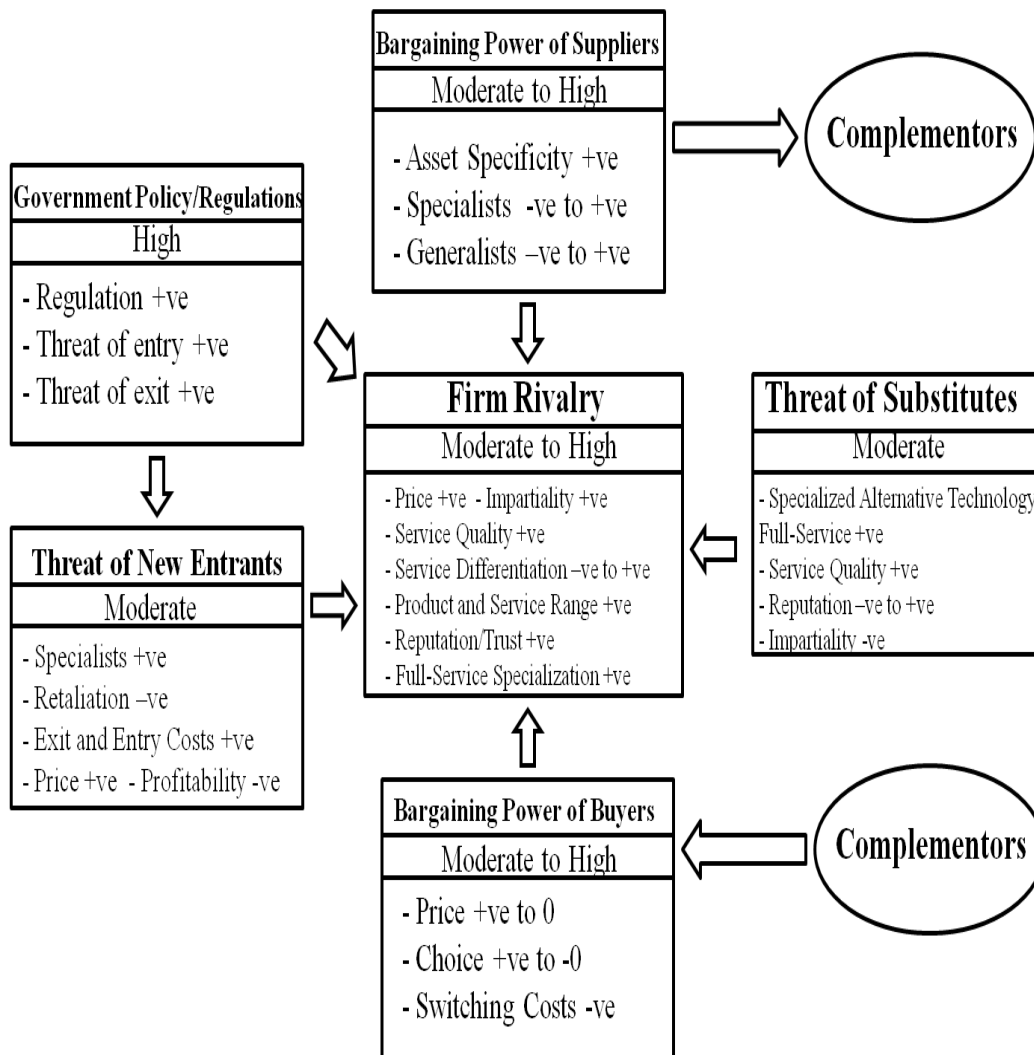 Bargaining Power of Suppliers
Moderate to High
- Asset Specificity +ve
- Specialists -ve to +ve
- Generalists –ve to +ve
Complementors
Government Policy/Regulations
High
- Regulation +ve
- Threat of entry +ve
- Threat of exit +ve
Firm Rivalry
Moderate to High
- Price +ve - Impartiality +ve
- Service Quality +ve
- Service Differentiation –ve to +ve
- Product and Service Range +ve
- Reputation/Trust +ve
- Full-Service Specialization +ve
Threat of Substitutes
Moderate
- Specialized Alternative Technology
Full-Service +ve
- Service Quality +ve
- Reputation –ve to +ve
- Impartiality -ve
Threat of New Entrants
Moderate
- Specialists +ve
- Retaliation –ve
- Exit and Entry Costs +ve
- Price +ve - Profitability -ve
Bargaining Power of Buyers
Moderate to High
- Price +ve to 0
- Choice +ve to -0
- Switching Costs -ve
Complementors